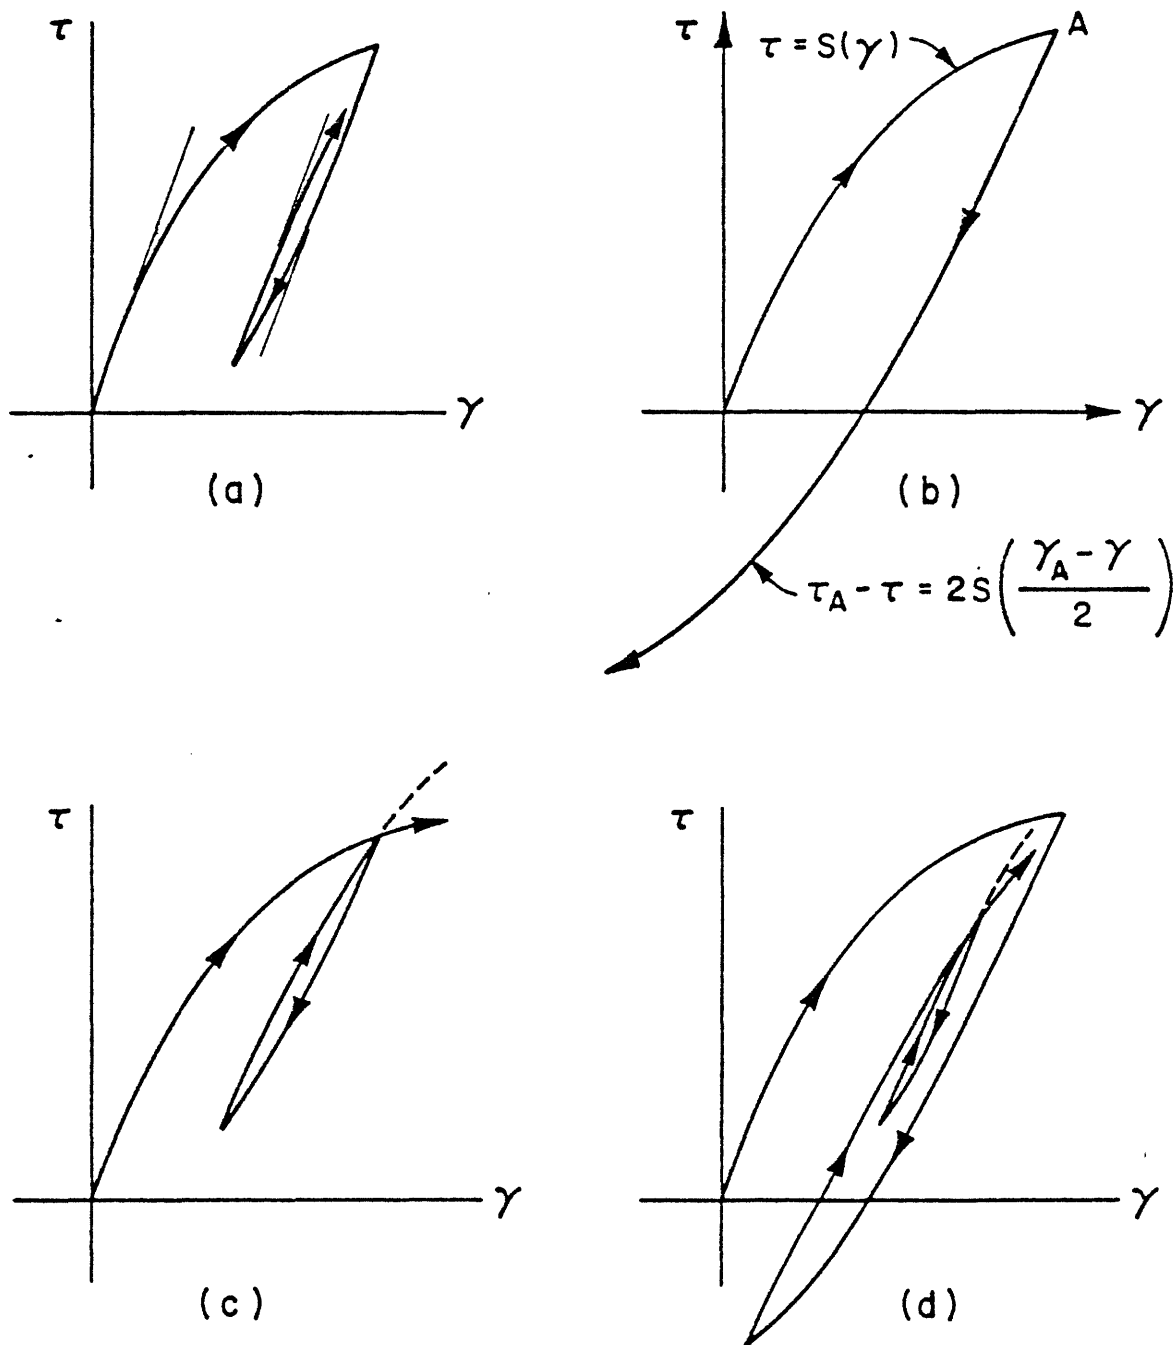 τ
γ
(a)
τ
τ = S(γ)
A
γ
(b)
τ_A - τ = 2S((γ_A - γ)/2)
τ
γ
(c)
τ
γ
(d)